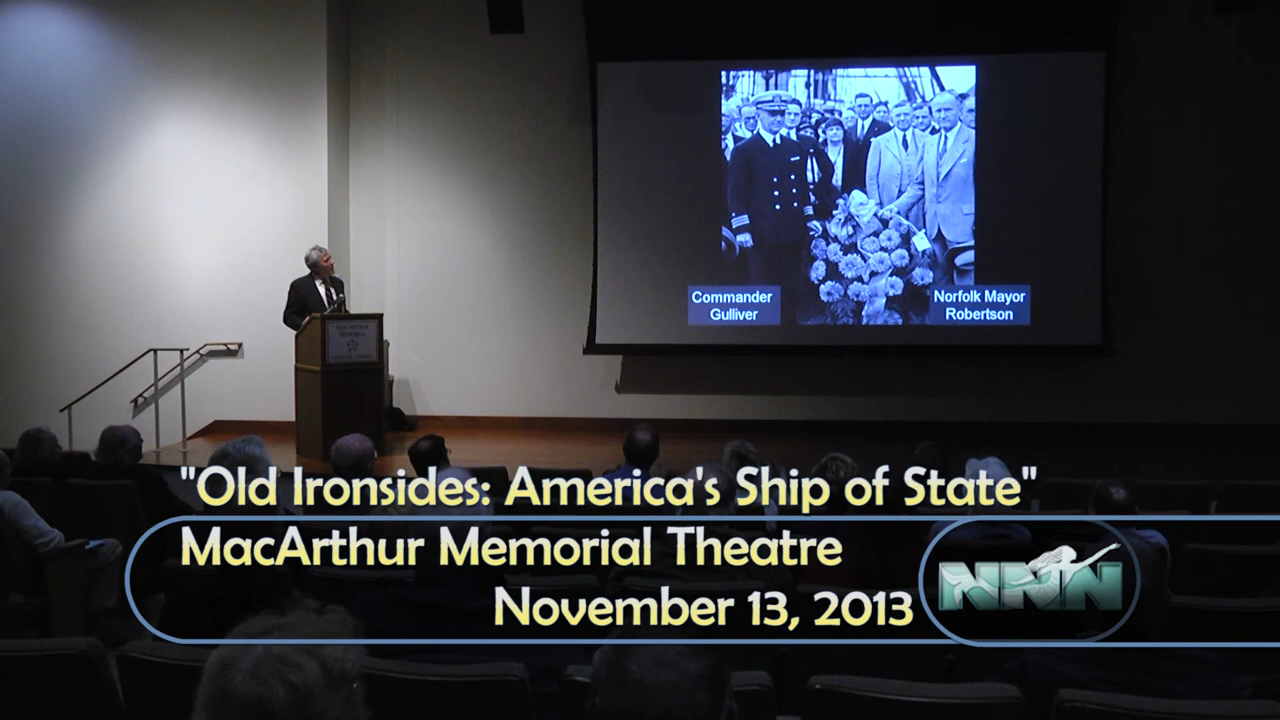 Commander
Gulliver
Norfolk Mayor
Robertson
"Old Ironsides: America's Ship of State"
MacArthur Memorial Theatre
November 13, 2013
NNN